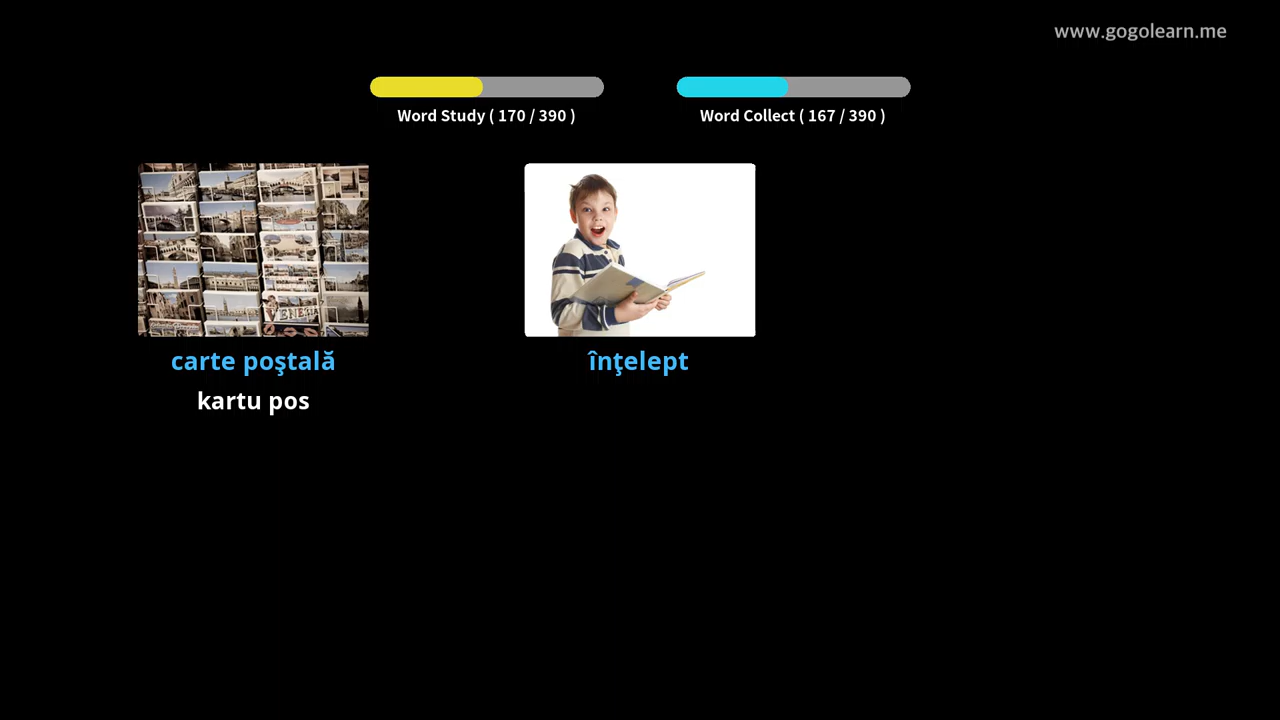 www.gogolearn.me
Word Study ( 170 / 390 )
Word Collect ( 167 / 390 )
carte poştală
înţelept
kartu pos